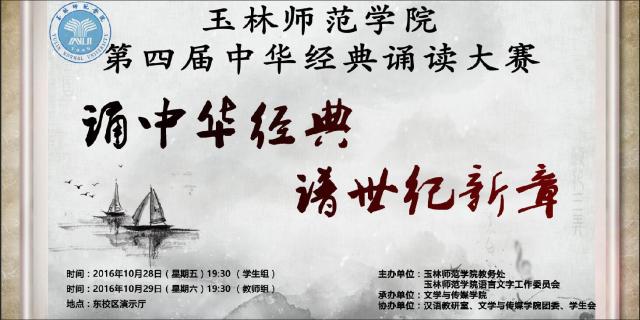 玉林师范学院
第四届中华经典诵读大赛
诵中华经典
谱世纪新章
时间：2016年10月28日（星期五）19:30（学生组）
时间：2016年10月29日（星期六）19:30（教师组）
地点：东校区演示厅
主办单位：玉林师范学院教务处
玉林师范学院语言文字工作委员会
承办单位：文学与传媒学院
协办单位：汉语教研室、文学与传媒学院团委、学生会